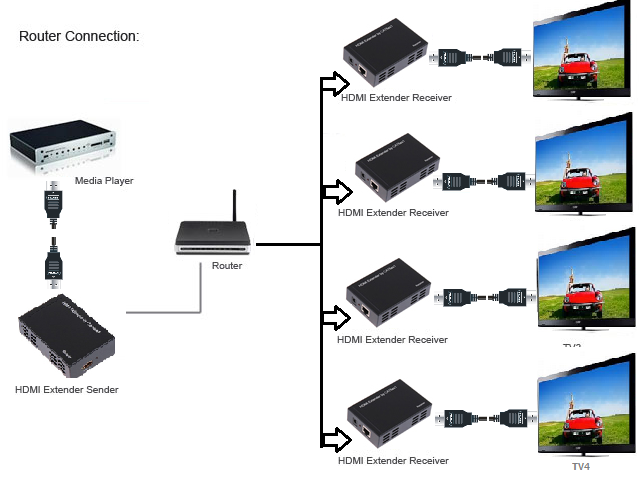 Router Connection:
HDMI Extender Receiver
Media Player
HDMI Extender Receiver
Router
HDMI Extender Receiver
HDMI Extender Sender
HDMI Extender Receiver
TV4